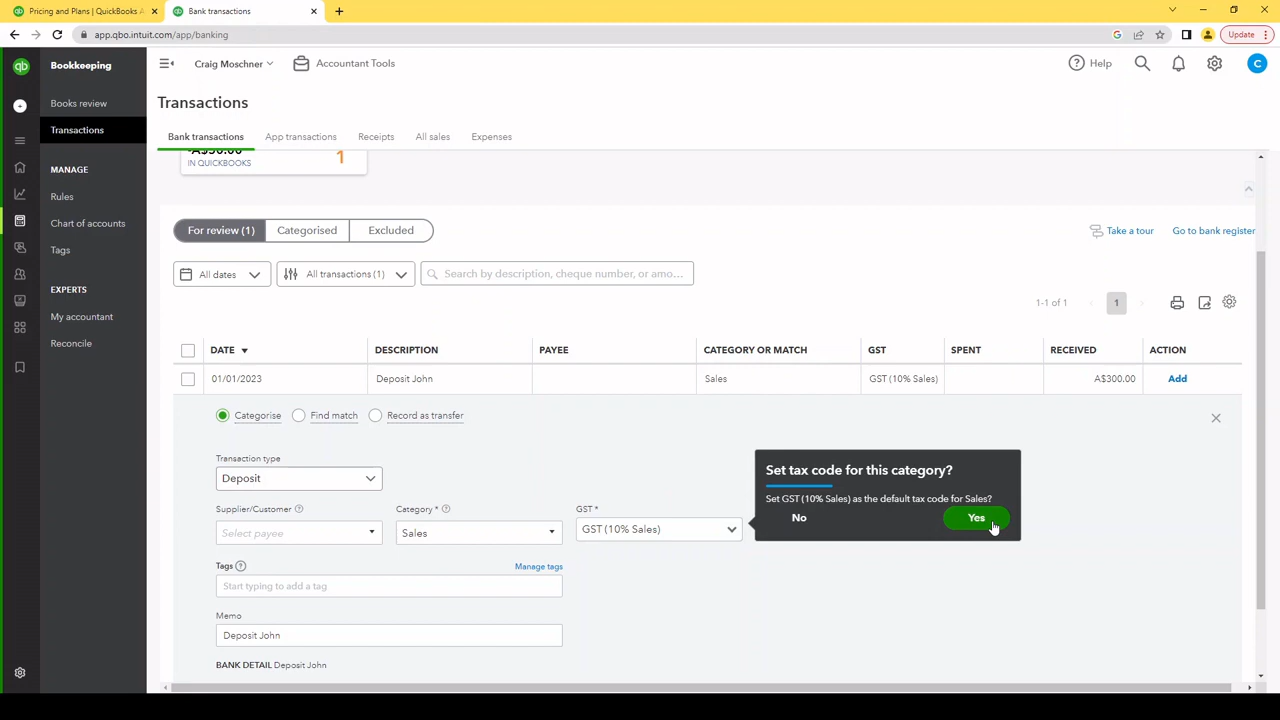 Pricing and Plans | QuickBooks A
Bank transactions
app.qbo.intuit.com/app/banking
Update
qb
Bookkeeping
Craig Moschner
Accountant Tools
Help
C
Books review
Transactions
MANAGE
Rules
Chart of accounts
Tags
EXPERTS
My accountant
Reconcile
Transactions
Bank transactions
App transactions
Receipts
All sales
Expenses
-A$50.00
IN QUICKBOOKS
1
For review (1)
Categorised
Excluded
Take a tour
Go to bank register
All dates
All transactions (1)
Search by description, cheque number, or amo...
1-1 of 1
1
DATE
DESCRIPTION
PAYEE
CATEGORY OR MATCH
GST
SPENT
RECEIVED
ACTION
01/01/2023
Deposit John
Sales
GST (10% Sales)
A$300.00
Add
Categorise
Find match
Record as transfer
Transaction type
Deposit
Supplier/Customer
Category *
GST *
Select payee
Sales
GST (10% Sales)
Set tax code for this category?
Set GST (10% Sales) as the default tax code for Sales?
No
Yes
Tags
Manage tags
Start typing to add a tag
Memo
Deposit John
BANK DETAIL Deposit John